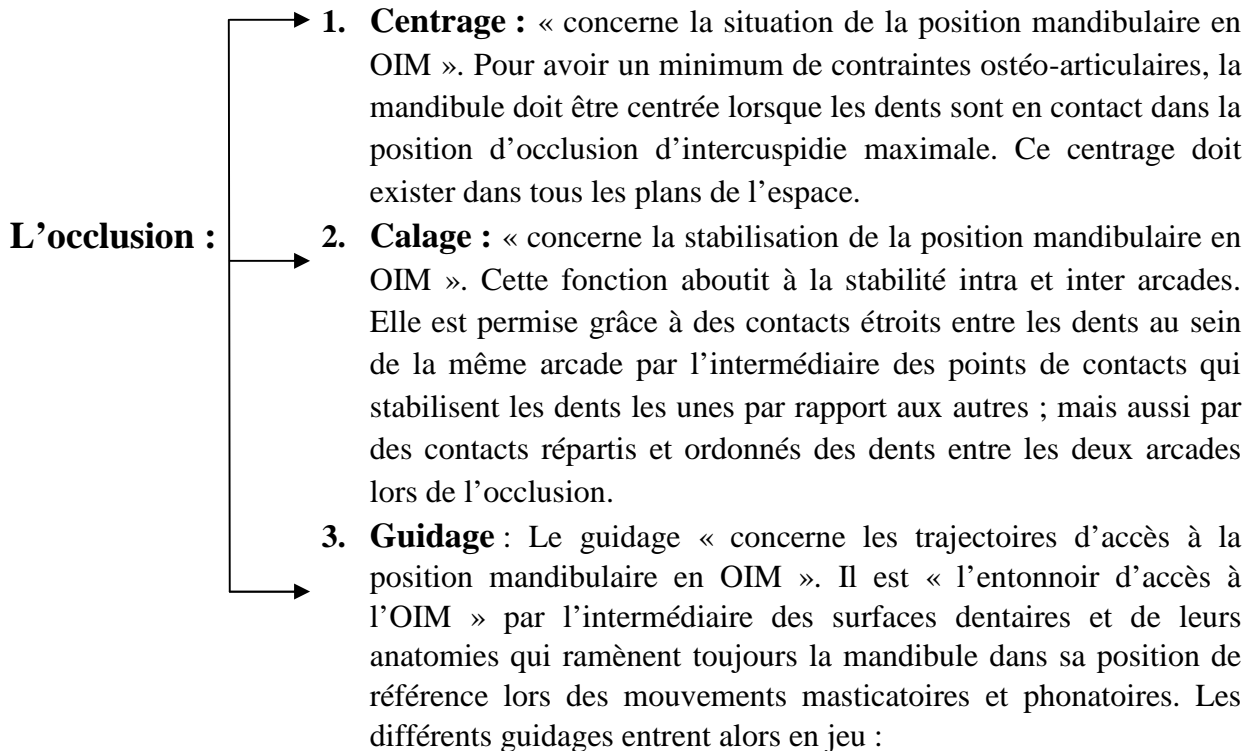 1. Centrage : « concerne la situation de la position mandibulaire en
OIM ». Pour avoir un minimum de contraintes ostéo-articulaires, la
mandibule doit être centrée lorsque les dents sont en contact dans la
position d’occlusion d’intercuspidie maximale. Ce centrage doit
exister dans tous les plans de l’espace.
L’occlusion :
2. Calage : « concerne la stabilisation de la position mandibulaire en
OIM ». Cette fonction aboutit à la stabilité intra et inter arcades.
Elle est permise grâce à des contacts étroits entre les dents au sein
de la même arcade par l’intermédiaire des points de contacts qui
stabilisent les dents les unes par rapport aux autres ; mais aussi par
des contacts répartis et ordonnés des dents entre les deux arcades
lors de l’occlusion.
3. Guidage : Le guidage « concerne les trajectoires d’accès à la
position mandibulaire en OIM ». Il est « l’entonnoir d’accès à
l’OIM » par l’intermédiaire des surfaces dentaires et de leurs
anatomies qui ramènent toujours la mandibule dans sa position de
référence lors des mouvements masticatoires et phonatoires. Les
différents guidages entrent alors en jeu :